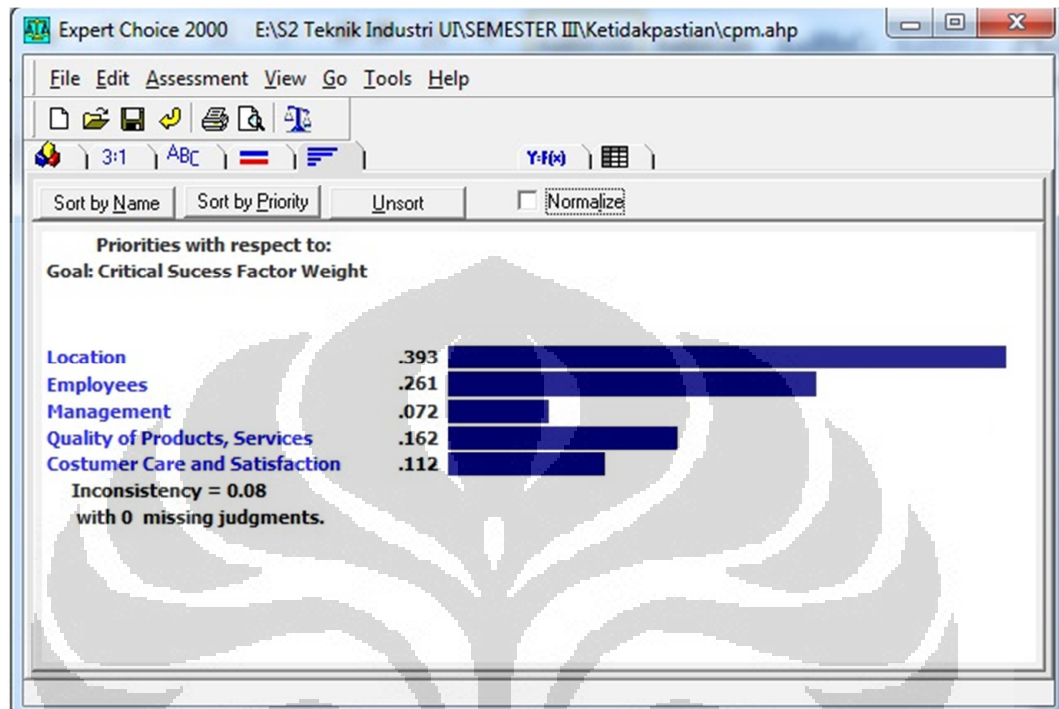 Expert Choice 2000 E:\S2 Teknik Industri UI\SEMESTER III\Ketidakpastian\cpm.ahp
File Edit Assessment View Go Tools Help
3:1 ABC Y:F(x)
Sort by Name Sort by Priority Unsort Normalize
Priorities with respect to:
Goal: Critical Sucess Factor Weight
Location .393
Employees .261
Management .072
Quality of Products, Services .162
Costumer Care and Satisfaction .112
Inconsistency = 0.08
with 0 missing judgments.